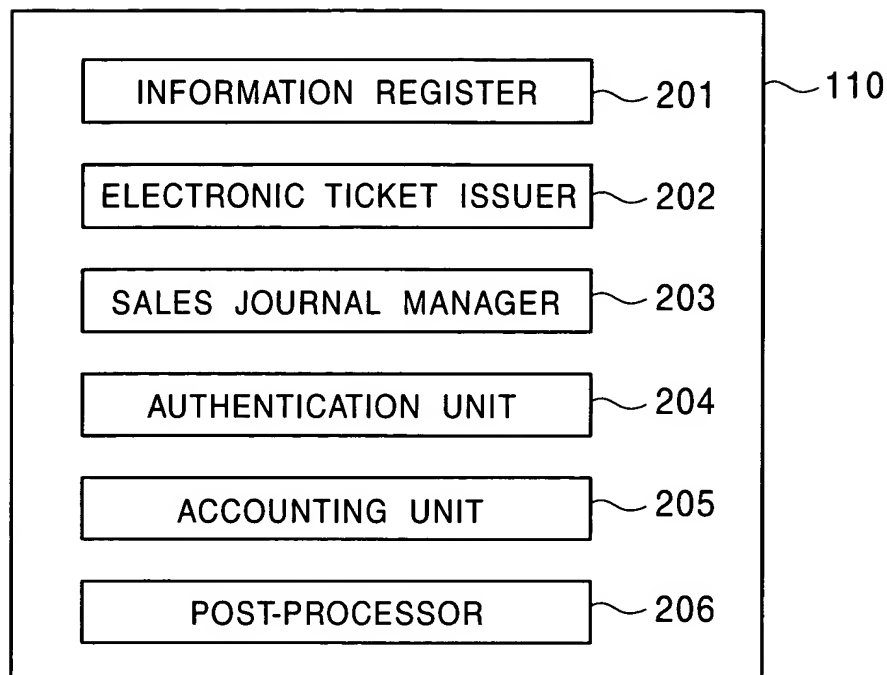 INFORMATION REGISTER 201 110
ELECTRONIC TICKET ISSUER 202
SALES JOURNAL MANAGER 203
AUTHENTICATION UNIT 204
ACCOUNTING UNIT 205
POST-PROCESSOR 206